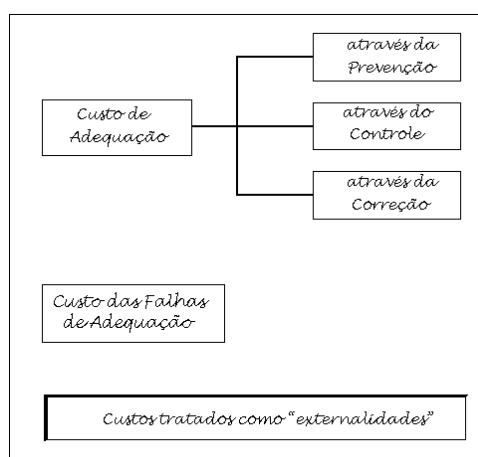 através da
Prevenção
Custo de
Adequação
através do
Controle
através da
Correção
Custo das Falhas
de Adequação
Custos tratados como “externalidades”